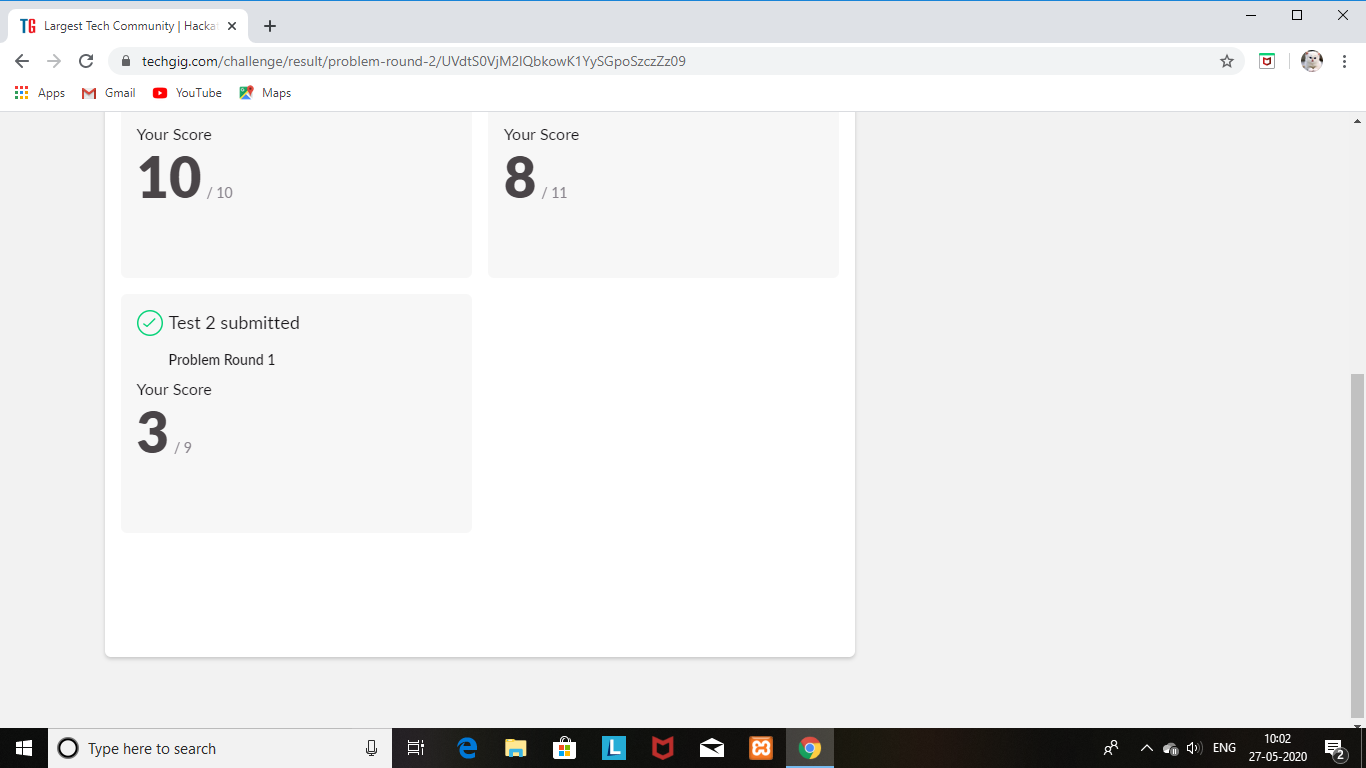 Largest Tech Community | Hacka
techgig.com/challenge/result/problem-round-2/UVdtS0VjM2lQbkowK1YySGpoSzczZz09
Apps Gmail YouTube Maps
Your Score
10 / 10
Your Score
8 / 11
Test 2 submitted
Problem Round 1
Your Score
3 / 9
Type here to search
ENG
10:02
27-05-2020
2